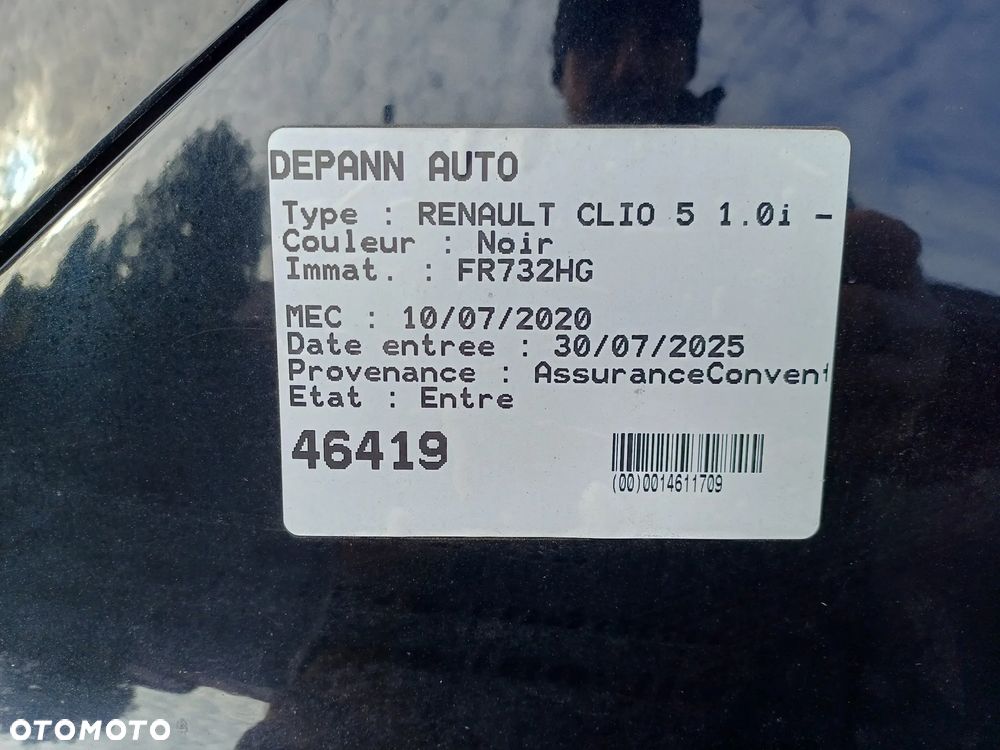 DEPANN AUTO
Type : RENAULT CLIO 5 1.0i -
Couleur : Noir
Immat. : FR732HG
MEC : 10/07/2020
Date entree : 30/07/2025
Provenance : AssuranceConvent
Etat : Entre
46419
(00)0014611709
OTOMOTO